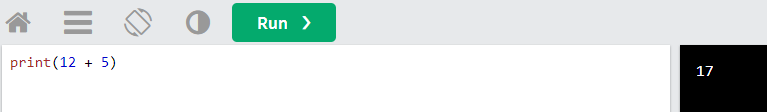 Run ❯
print(12 + 5)
17